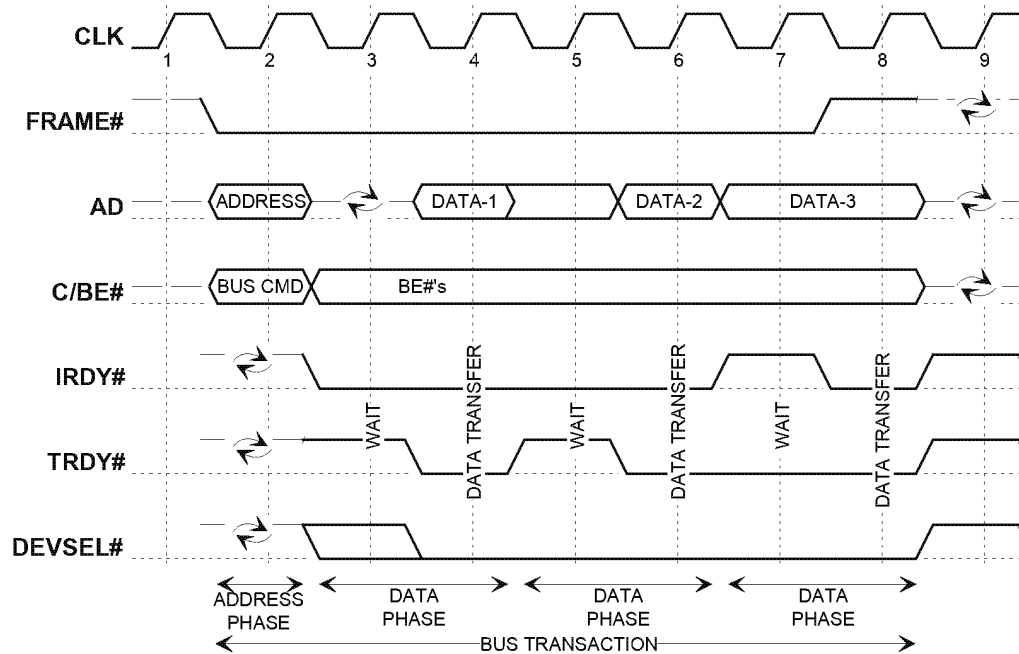 CLK
1 2 3 4 5 6 7 8 9
FRAME#
AD
ADDRESS
DATA-1
DATA-2
DATA-3
C/BE#
BUS CMD
BE#'s
IRDY#
TRDY#
WAIT
DATA TRANSFER
WAIT
DATA TRANSFER
WAIT
DATA TRANSFER
DEVSEL#
ADDRESS
PHASE
DATA
PHASE
DATA
PHASE
DATA
PHASE
BUS TRANSACTION